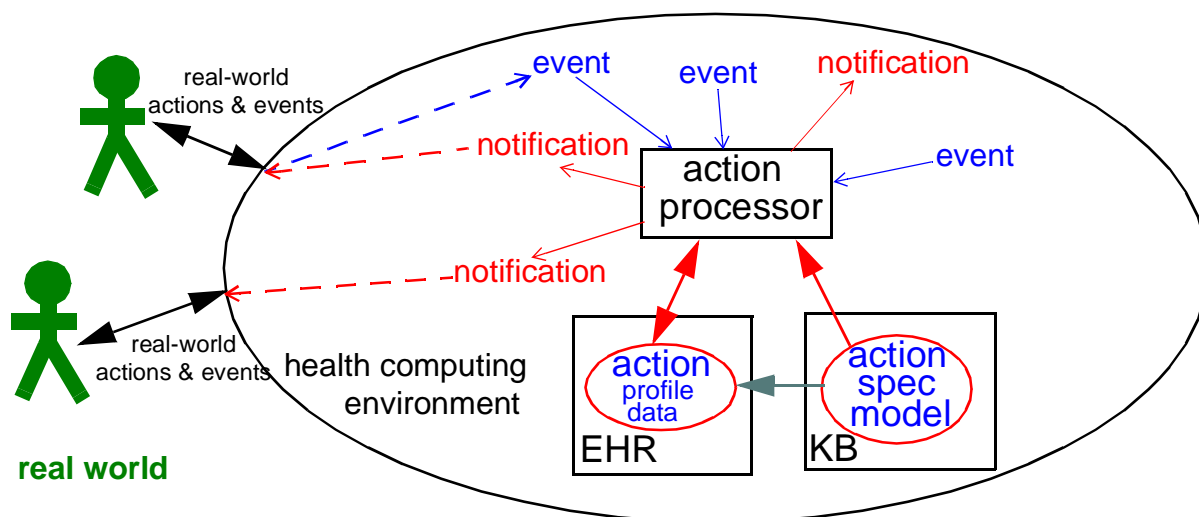 real-world
actions & events
event
event
notification
notification
event
action
processor
notification
real-world
actions & events
health computing
environment
action
profile
data
EHR
action
spec
model
KB
real world